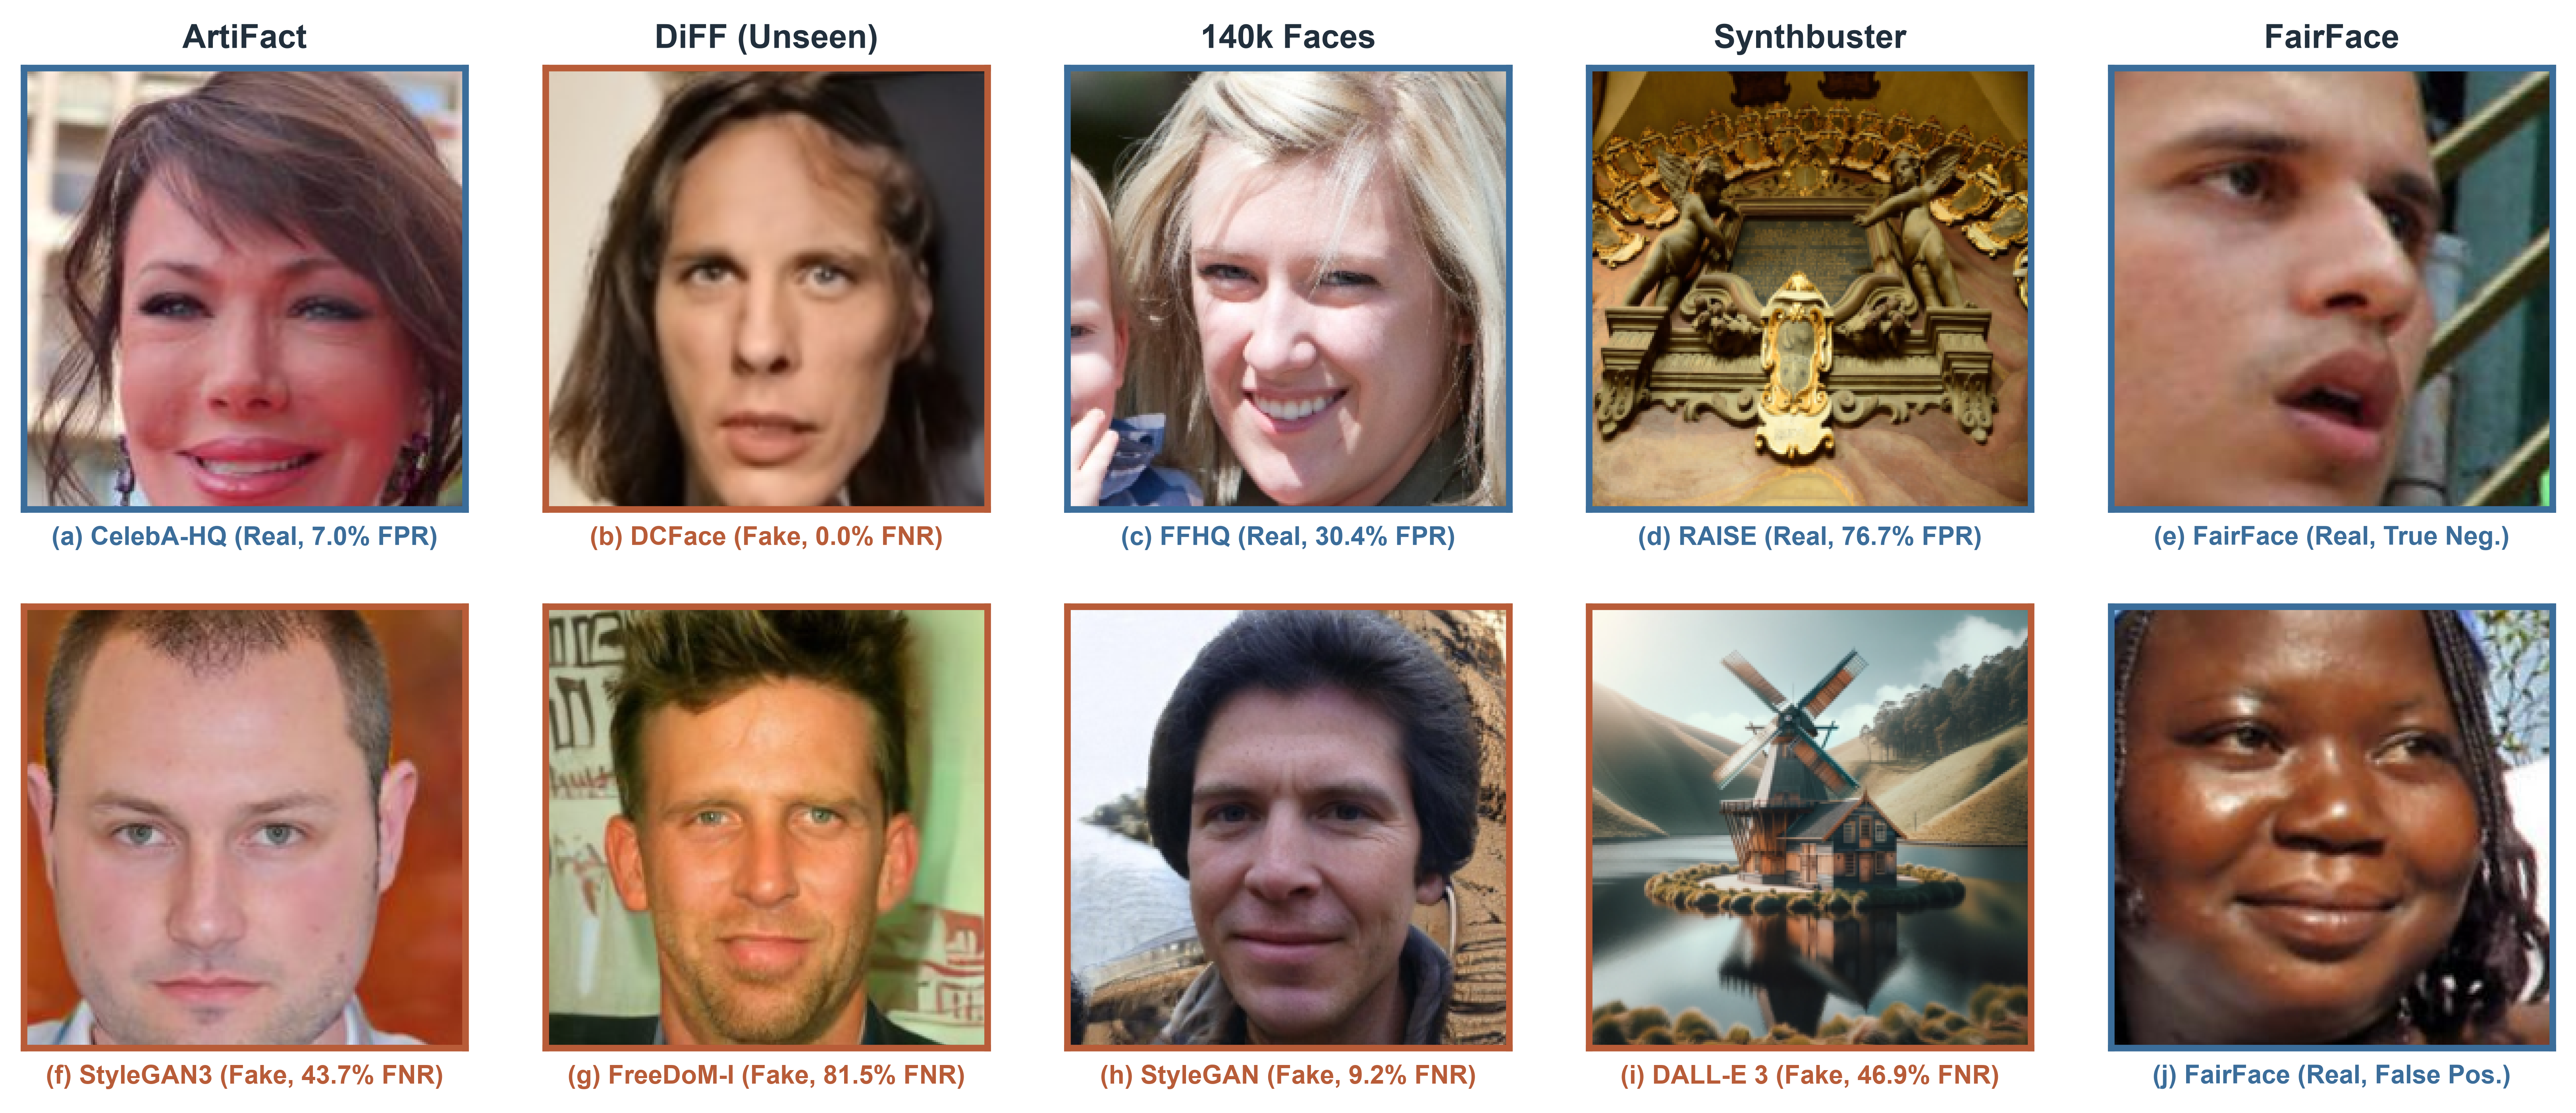 ArtiFact
DiFF (Unseen)
140k Faces
Synthbuster
FairFace
(a) CelebA-HQ (Real, 7.0% FPR)
(b) DCFace (Fake, 0.0% FNR)
(c) FFHQ (Real, 30.4% FPR)
(d) RAISE (Real, 76.7% FPR)
(e) FairFace (Real, True Neg.)
(f) StyleGAN3 (Fake, 43.7% FNR)
(g) FreeDoM-I (Fake, 81.5% FNR)
(h) StyleGAN (Fake, 9.2% FNR)
(i) DALL-E 3 (Fake, 46.9% FNR)
(j) FairFace (Real, False Pos.)